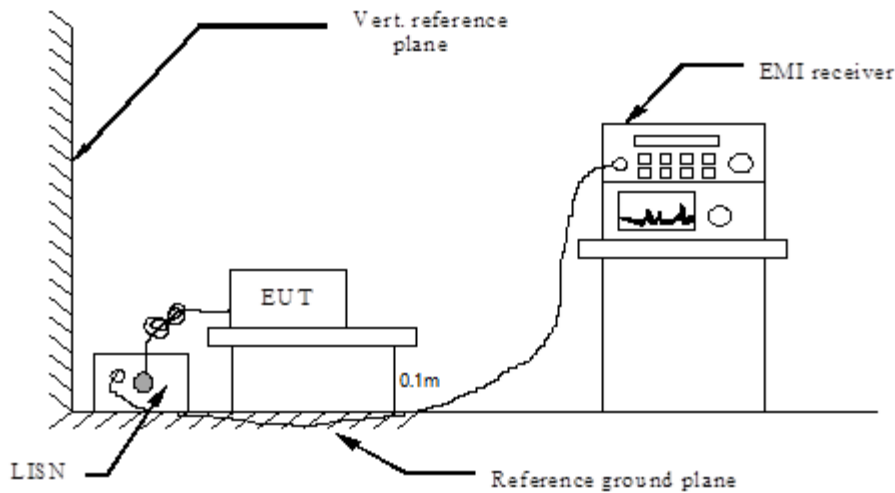 Vert. reference
plane
EMI receiver
EUT
0.1m
LISN
Reference ground plane